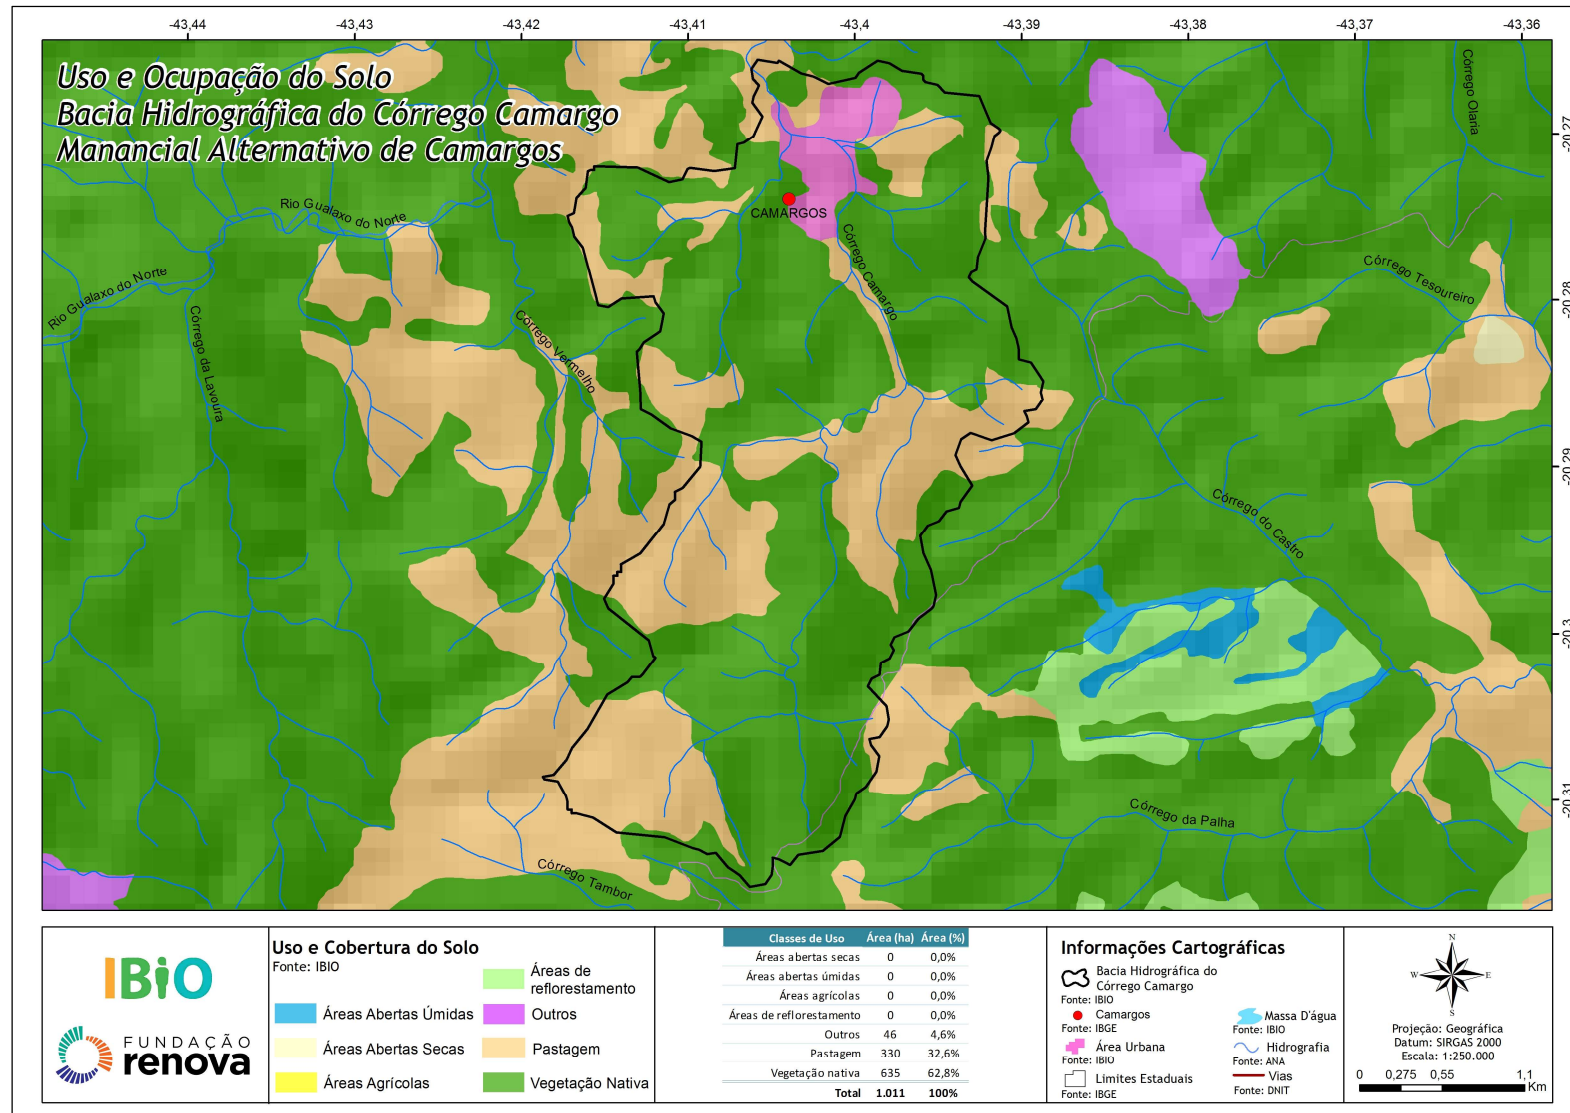 -43,44 -43,43 -43,42 -43,41 -43,4 -43,39 -43,38 -43,37 -43,36
Uso e Ocupação do Solo
Bacia Hidrográfica do Córrego Camargo
Manancial Alternativo de Camargos
Córrego Olaria
-20,27
Rio Gualaxo do Norte
CAMARGOS
Córrego Camargo
Córrego Tesoureiro
Rio Gualaxo do Norte
-20,28
Córrego da Lavoura
Córrego Vermelho
-20,29
Córrego do Castro
-20,3
-20,31
Córrego da Palha
Córrego Tambor
IBiO
FUNDAÇÃO
renova
Uso e Cobertura do Solo
Fonte: IBIO
Áreas Abertas Úmidas
Áreas Abertas Secas
Áreas Agrícolas
Áreas de
reflorestamento
Outros
Pastagem
Vegetação Nativa
Classes de Uso Área (ha) Área (%)
Áreas abertas secas 0 0,0%
Áreas abertas úmidas 0 0,0%
Áreas agrícolas 0 0,0%
Áreas de reflorestamento 0 0,0%
Outros 46 4,6%
Pastagem 330 32,6%
Vegetação nativa 635 62,8%
Total 1.011 100%
Informações Cartográficas
Bacia Hidrográfica do
Córrego Camargo
Fonte: IBIO
Camargos
Fonte: IBGE
Área Urbana
Fonte: IBIO
Limites Estaduais
Fonte: IBGE
Massa D'água
Fonte: IBIO
Hidrografia
Fonte: ANA
Vias
Fonte: DNIT
N
W E
S
Projeção: Geográfica
Datum: SIRGAS 2000
Escala: 1:250.000
0 0,275 0,55 1,1
Km